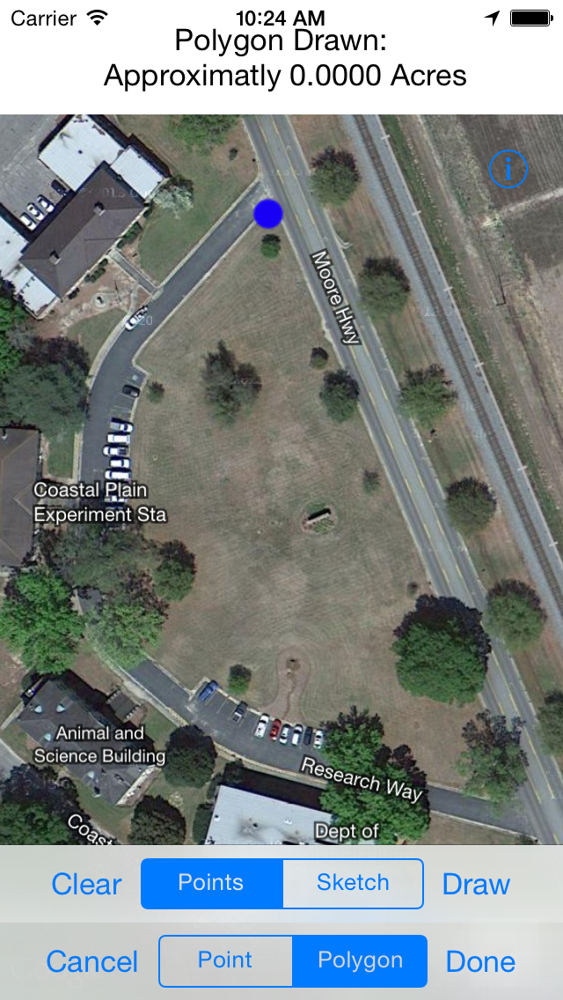 Carrier 10:24 AM
Polygon Drawn:
Approximatly 0.0000 Acres
Moore Hwy
Coastal Plain
Experiment Sta
Animal and
Science Building
Research Way
Dept of
Clear Points Sketch Draw
Cancel Point Polygon Done